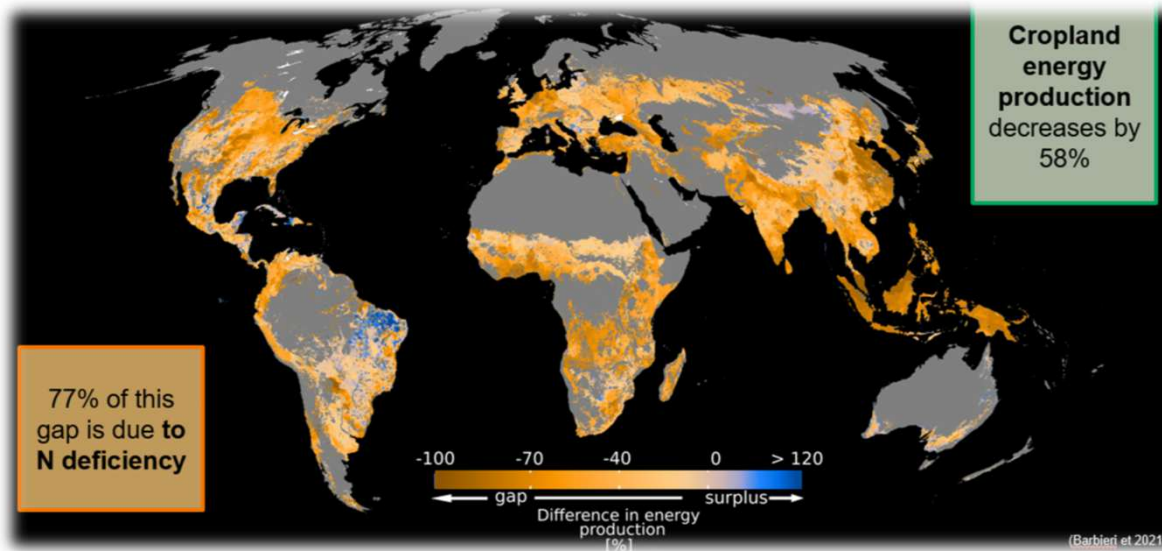 Cropland
energy
production
decreases by
58%
77% of this
gap is due to
N deficiency
-100 -70 -40 0 > 120
gap surplus
Difference in energy
production
[%]
(Barbieri et 2021